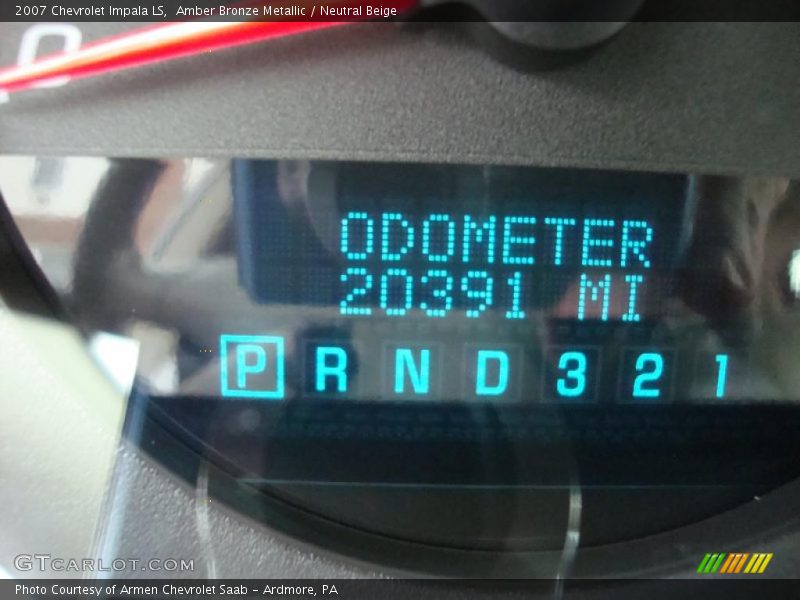 2007 Chevrolet Impala LS, Amber Bronze Metallic / Neutral Beige
0
ODOMETER
20391 MI
P R N D 3 2 1
GTCARLOT.COM
Photo Courtesy of Armen Chevrolet Saab - Ardmore, PA